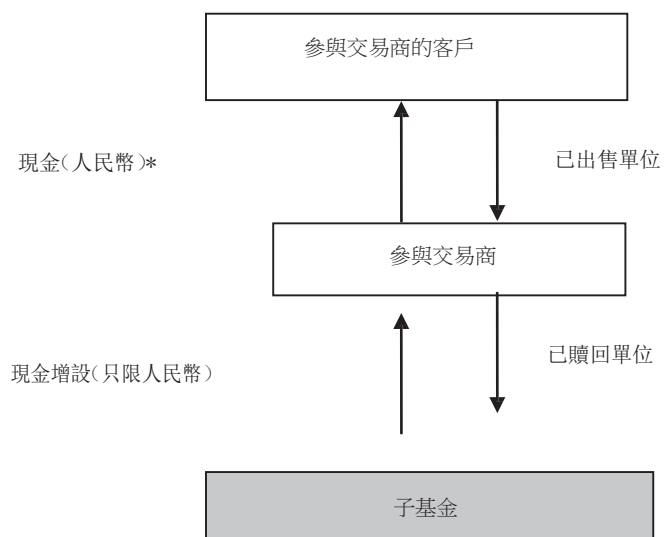 參與交易商的客戶
現金（人民幣）*
已出售單位
參與交易商
已贖回單位
現金增設（只限人民幣）
子基金